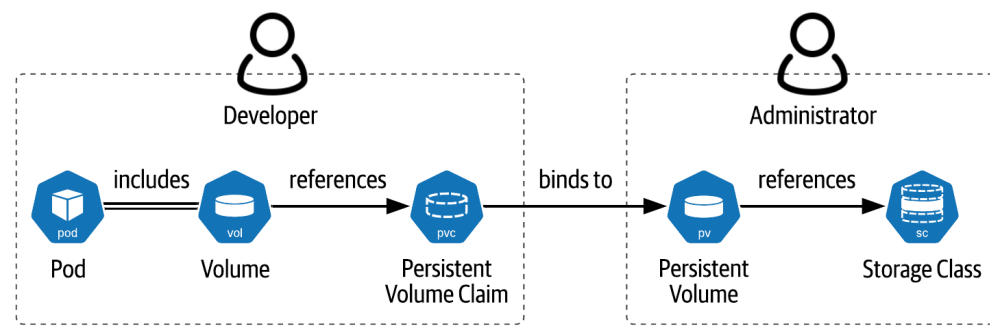 Developer
Administrator
includes
references
binds to
references
pod
vol
pvc
pv
sc
Pod
Volume
Persistent
Volume Claim
Persistent
Volume
Storage Class